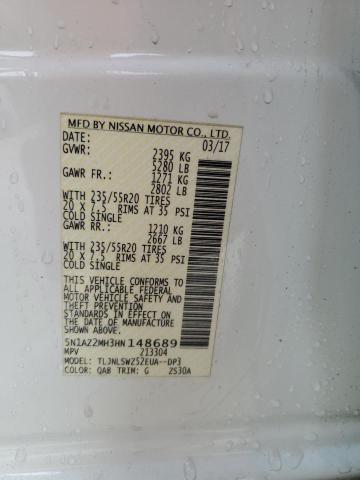 MFD BY NISSAN MOTOR CO., LTD.
DATE: 03/17
GVWR: 2395 KG
5280 LB
GAWR FR.: 1271 KG
2802 LB
WITH 235/55R20 TIRES
20 X 7.5 RIMS AT 35 PSI
COLD SINGLE
GAWR RR.: 1210 KG
2667 LB
WITH 235/55R20 TIRES
20 X 7.5 RIMS AT 35 PSI
COLD SINGLE
THIS VEHICLE CONFORMS TO
ALL APPLICABLE FEDERAL
MOTOR VEHICLE SAFETY
AND THEFT PREVENTION
STANDARDS IN EFFECT ON
THE DATE OF MANUFACTURE
SHOWN ABOVE.
5N1AZ2MH3HN148689
MPV 213304
MODEL: TLJNLSWZ52EUA--DP3
COLOR: QAB TRIM: G 2530A